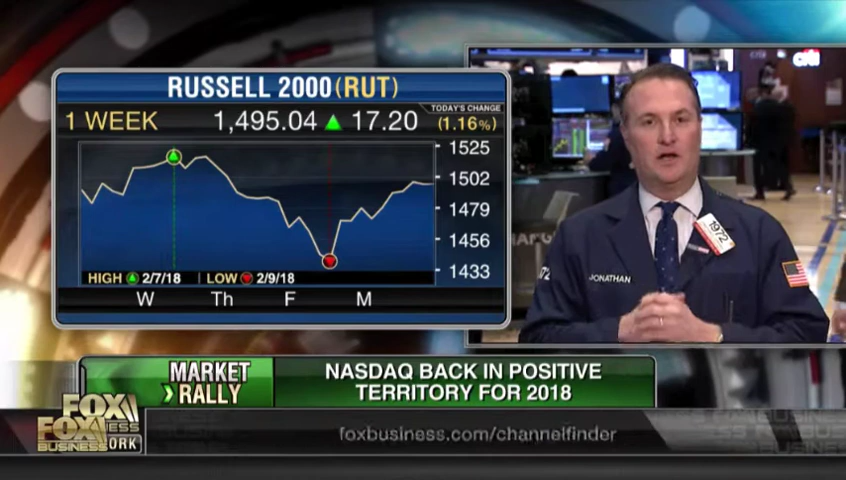 RUSSELL 2000 (RUT)
1 WEEK 1,495.04 17.20
TODAY'S CHANGE
(1.16%)
1525
1502
1479
1456
1433
HIGH 2/7/18 | LOW 2/9/18
W Th F M
citi
1972
JONATHAN
MARKET
RALLY
NASDAQ BACK IN POSITIVE
TERRITORY FOR 2018
FOX
FOX
BUSINESS
foxbusiness.com/channelfinder